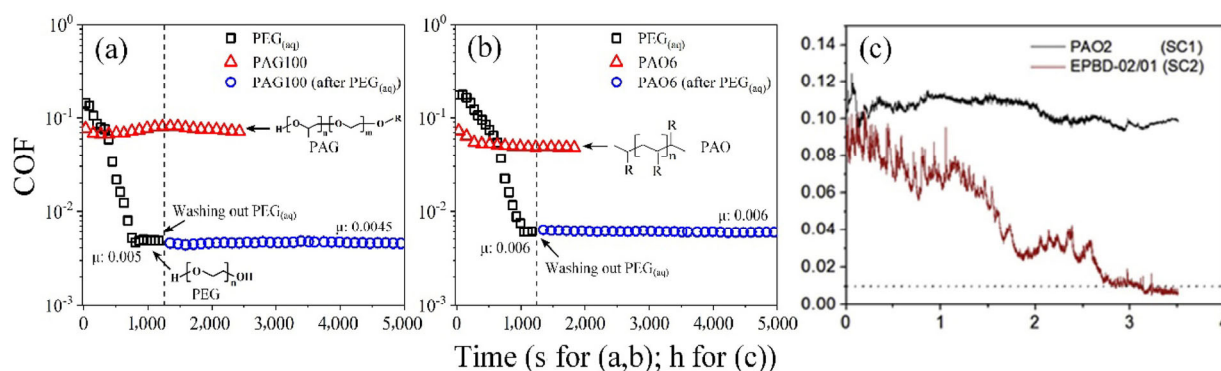 (a)
PEG(aq)
PAG100
PAG100 (after PEG(aq))
H[O]n[O]mOR
PAG
Washing out PEG(aq)
μ: 0.0045
μ: 0.005
H[O]nOH
PEG
COF
10⁰
10⁻¹
10⁻²
10⁻³
0 1,000 2,000 3,000 4,000 5,000
(b)
PEG(aq)
PAO6
PAO6 (after PEG(aq))
R
R R
n
PAO
μ: 0.006
μ: 0.006
Washing out PEG(aq)
10⁰
10⁻¹
10⁻²
10⁻³
0 1,000 2,000 3,000 4,000 5,000
(c)
PAO2 (SC1)
EPBD-02/01 (SC2)
0.14
0.12
0.10
0.08
0.06
0.04
0.02
0.00
0 1 2 3 4
Time (s for (a,b); h for (c))